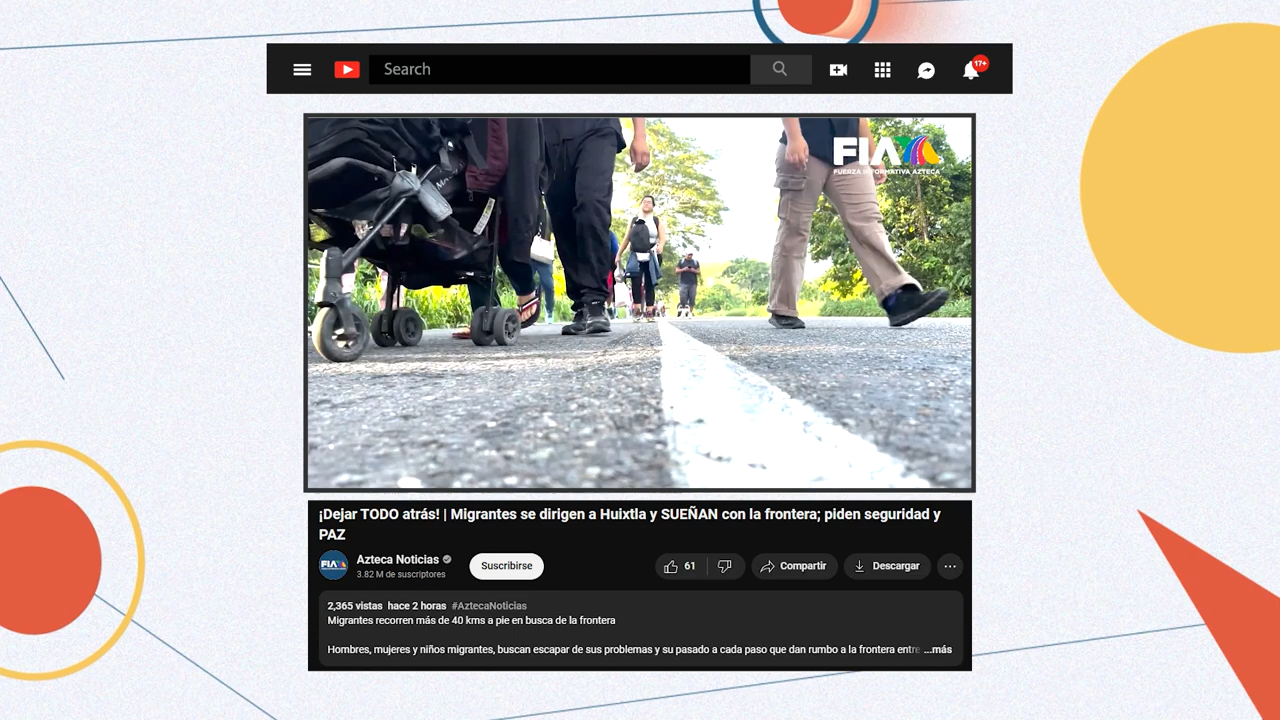 Search
17+
FIA
FUERZA INFORMATIVA AZTECA
¡Dejar TODO atrás! | Migrantes se dirigen a Huixtla y SUEÑAN con la frontera; piden seguridad y
PAZ
FIA
Azteca Noticias
3.82 M de suscriptores
Suscribirse
61
Compartir
Descargar
2,365 vistas hace 2 horas #AztecaNoticias
Migrantes recorren más de 40 kms a pie en busca de la frontera
Hombres, mujeres y niños migrantes, buscan escapar de sus problemas y su pasado a cada paso que dan rumbo a la frontera entre ...más